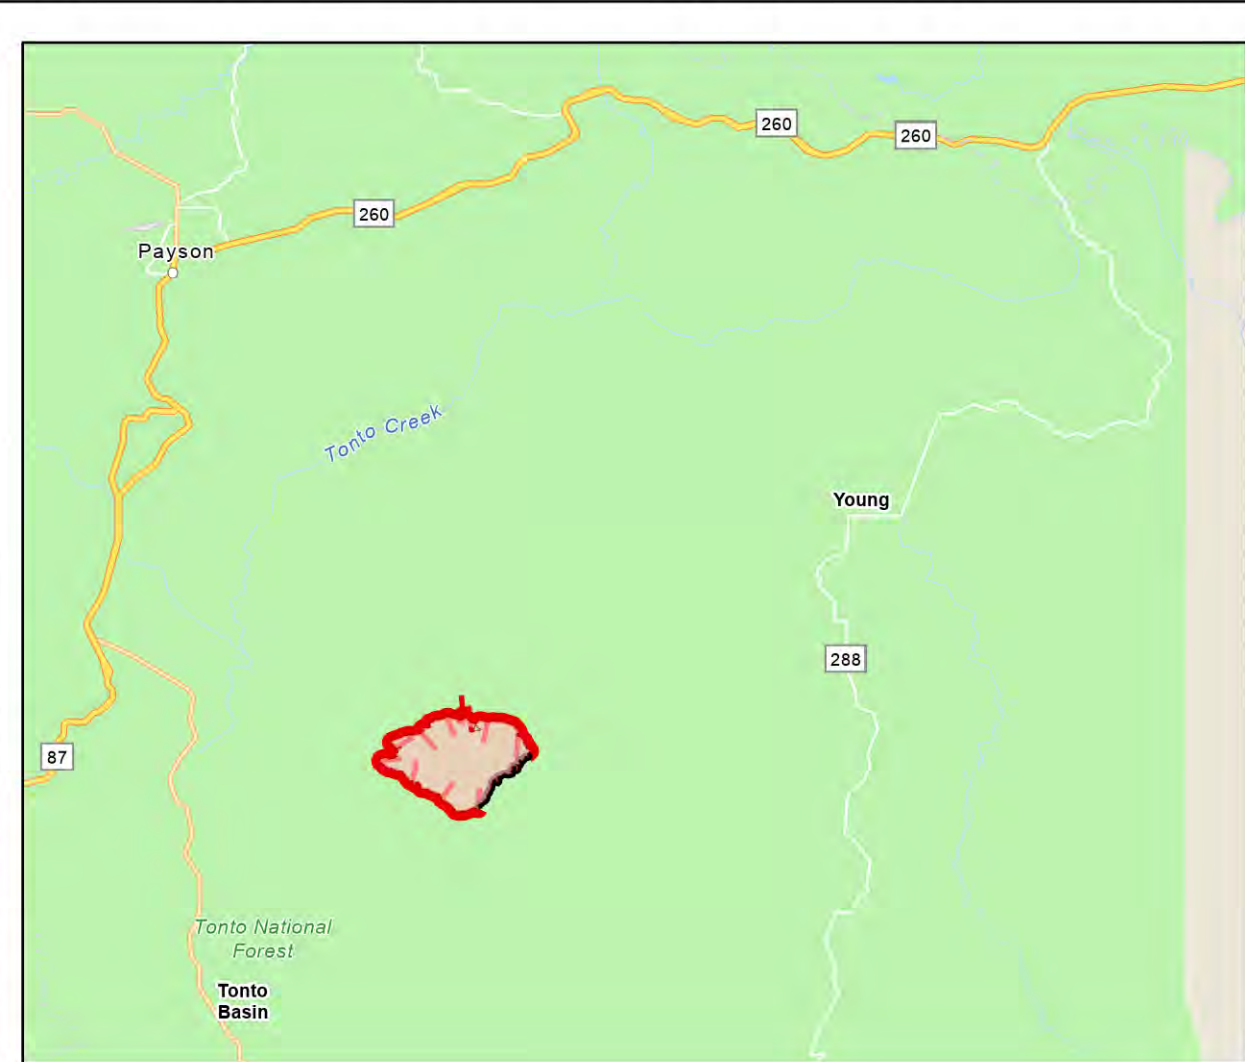 260
260
260
Payson
Tonto Creek
Young
288
87
Tonto National
Forest
Tonto
Basin